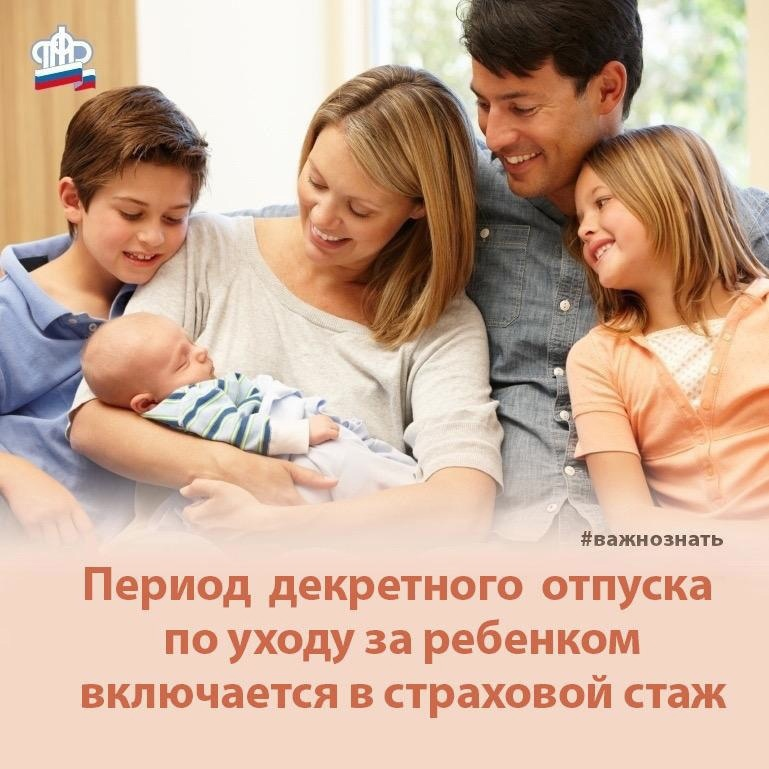 #важнознать
Период декретного отпуска
по уходу за ребенком
включается в страховой стаж